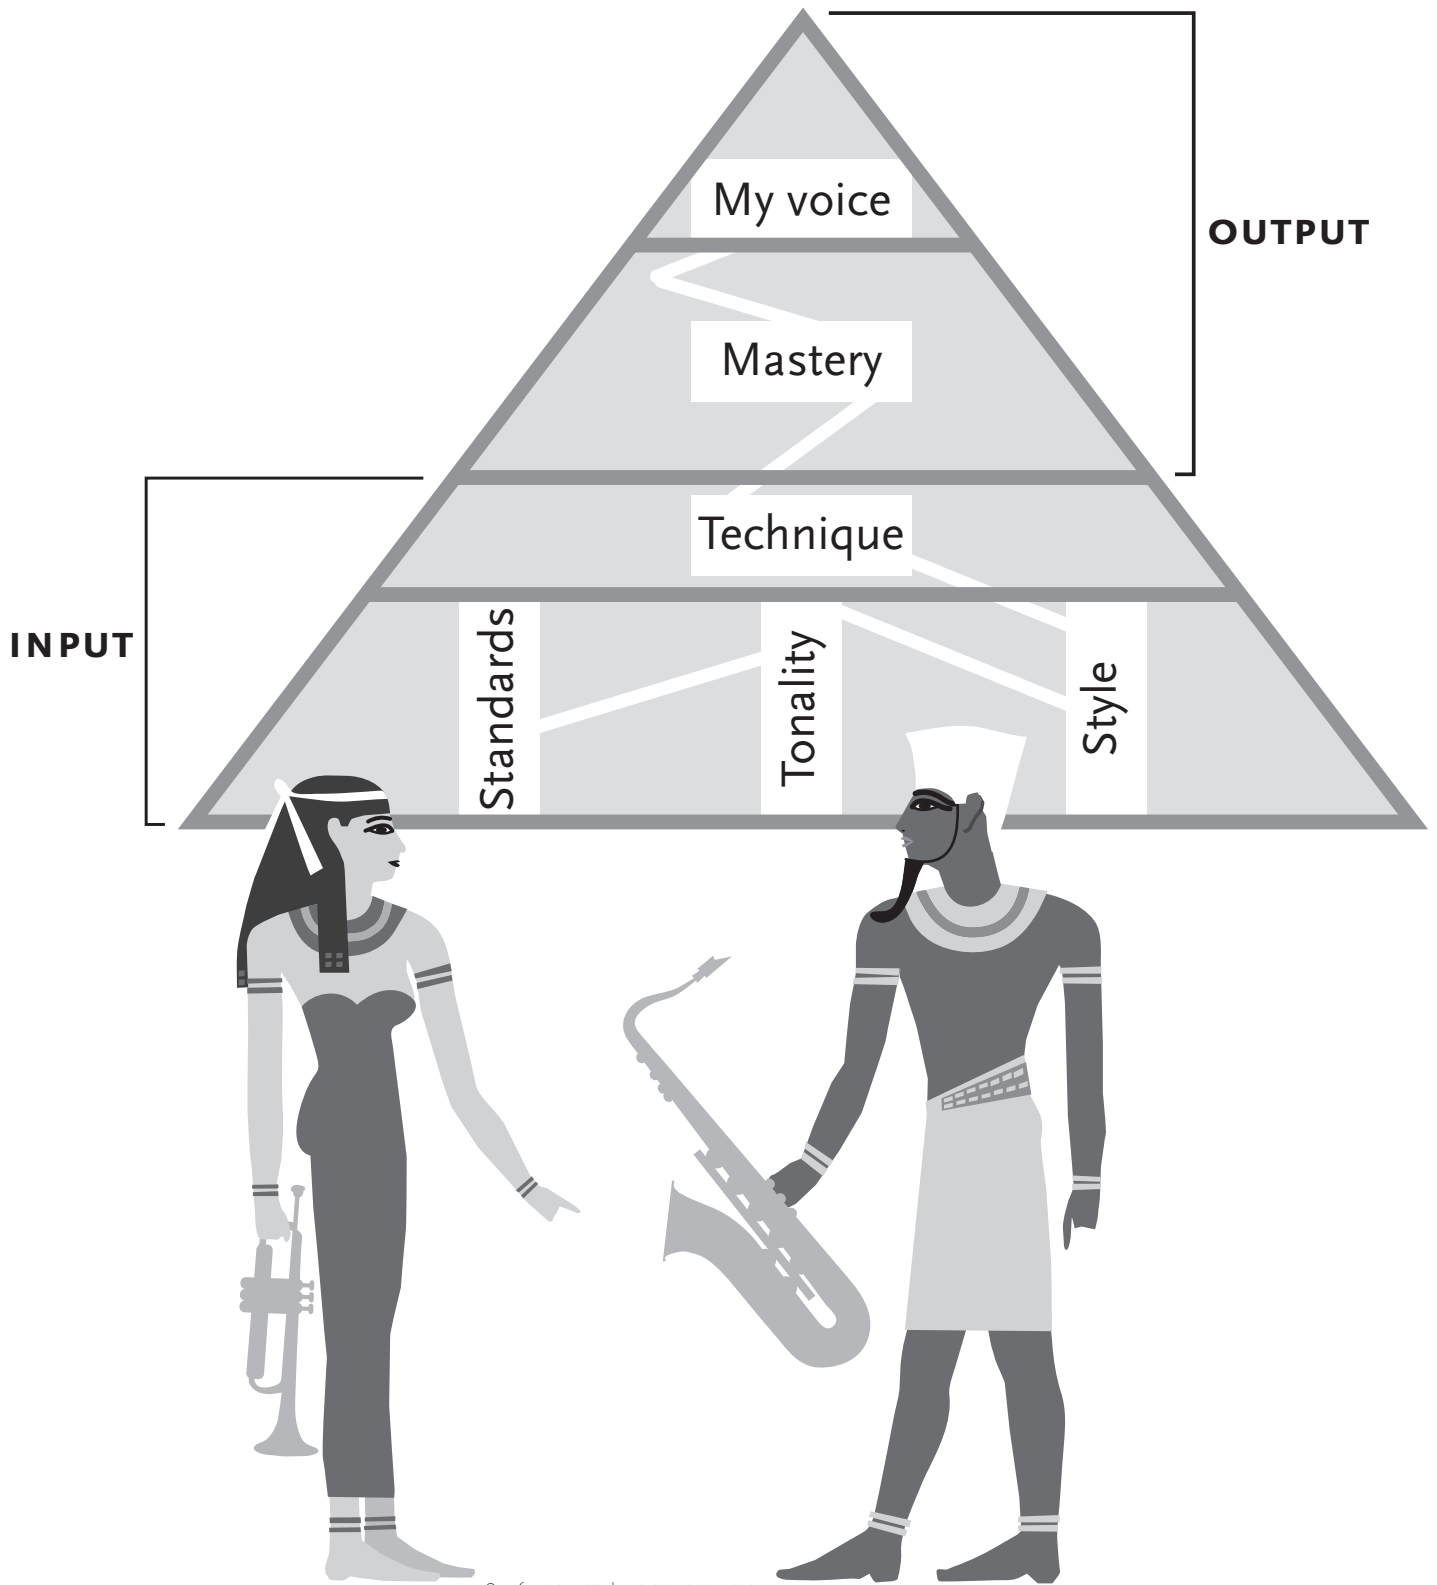 My voice
OUTPUT
Mastery
Technique
INPUT
Standards
Tonality
Style